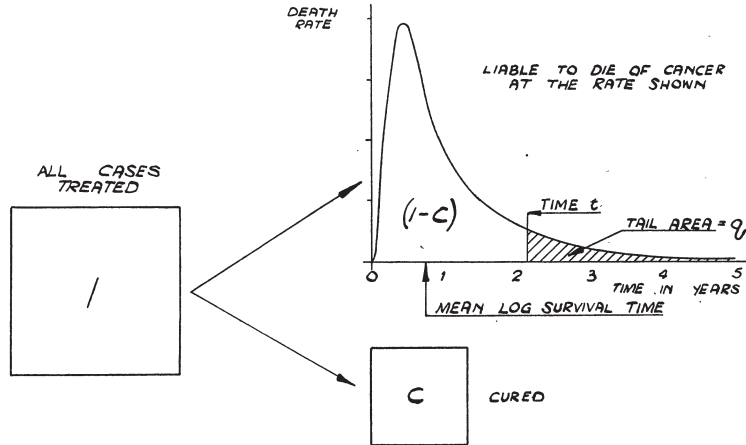 DEATH
RATE
LIABLE TO DIE OF CANCER
AT THE RATE SHOWN
ALL CASES
TREATED
1
(1-C)
TIME t
TAIL AREA = q
0 1 2 3 4 5
TIME IN YEARS
MEAN LOG SURVIVAL TIME
C
CURED